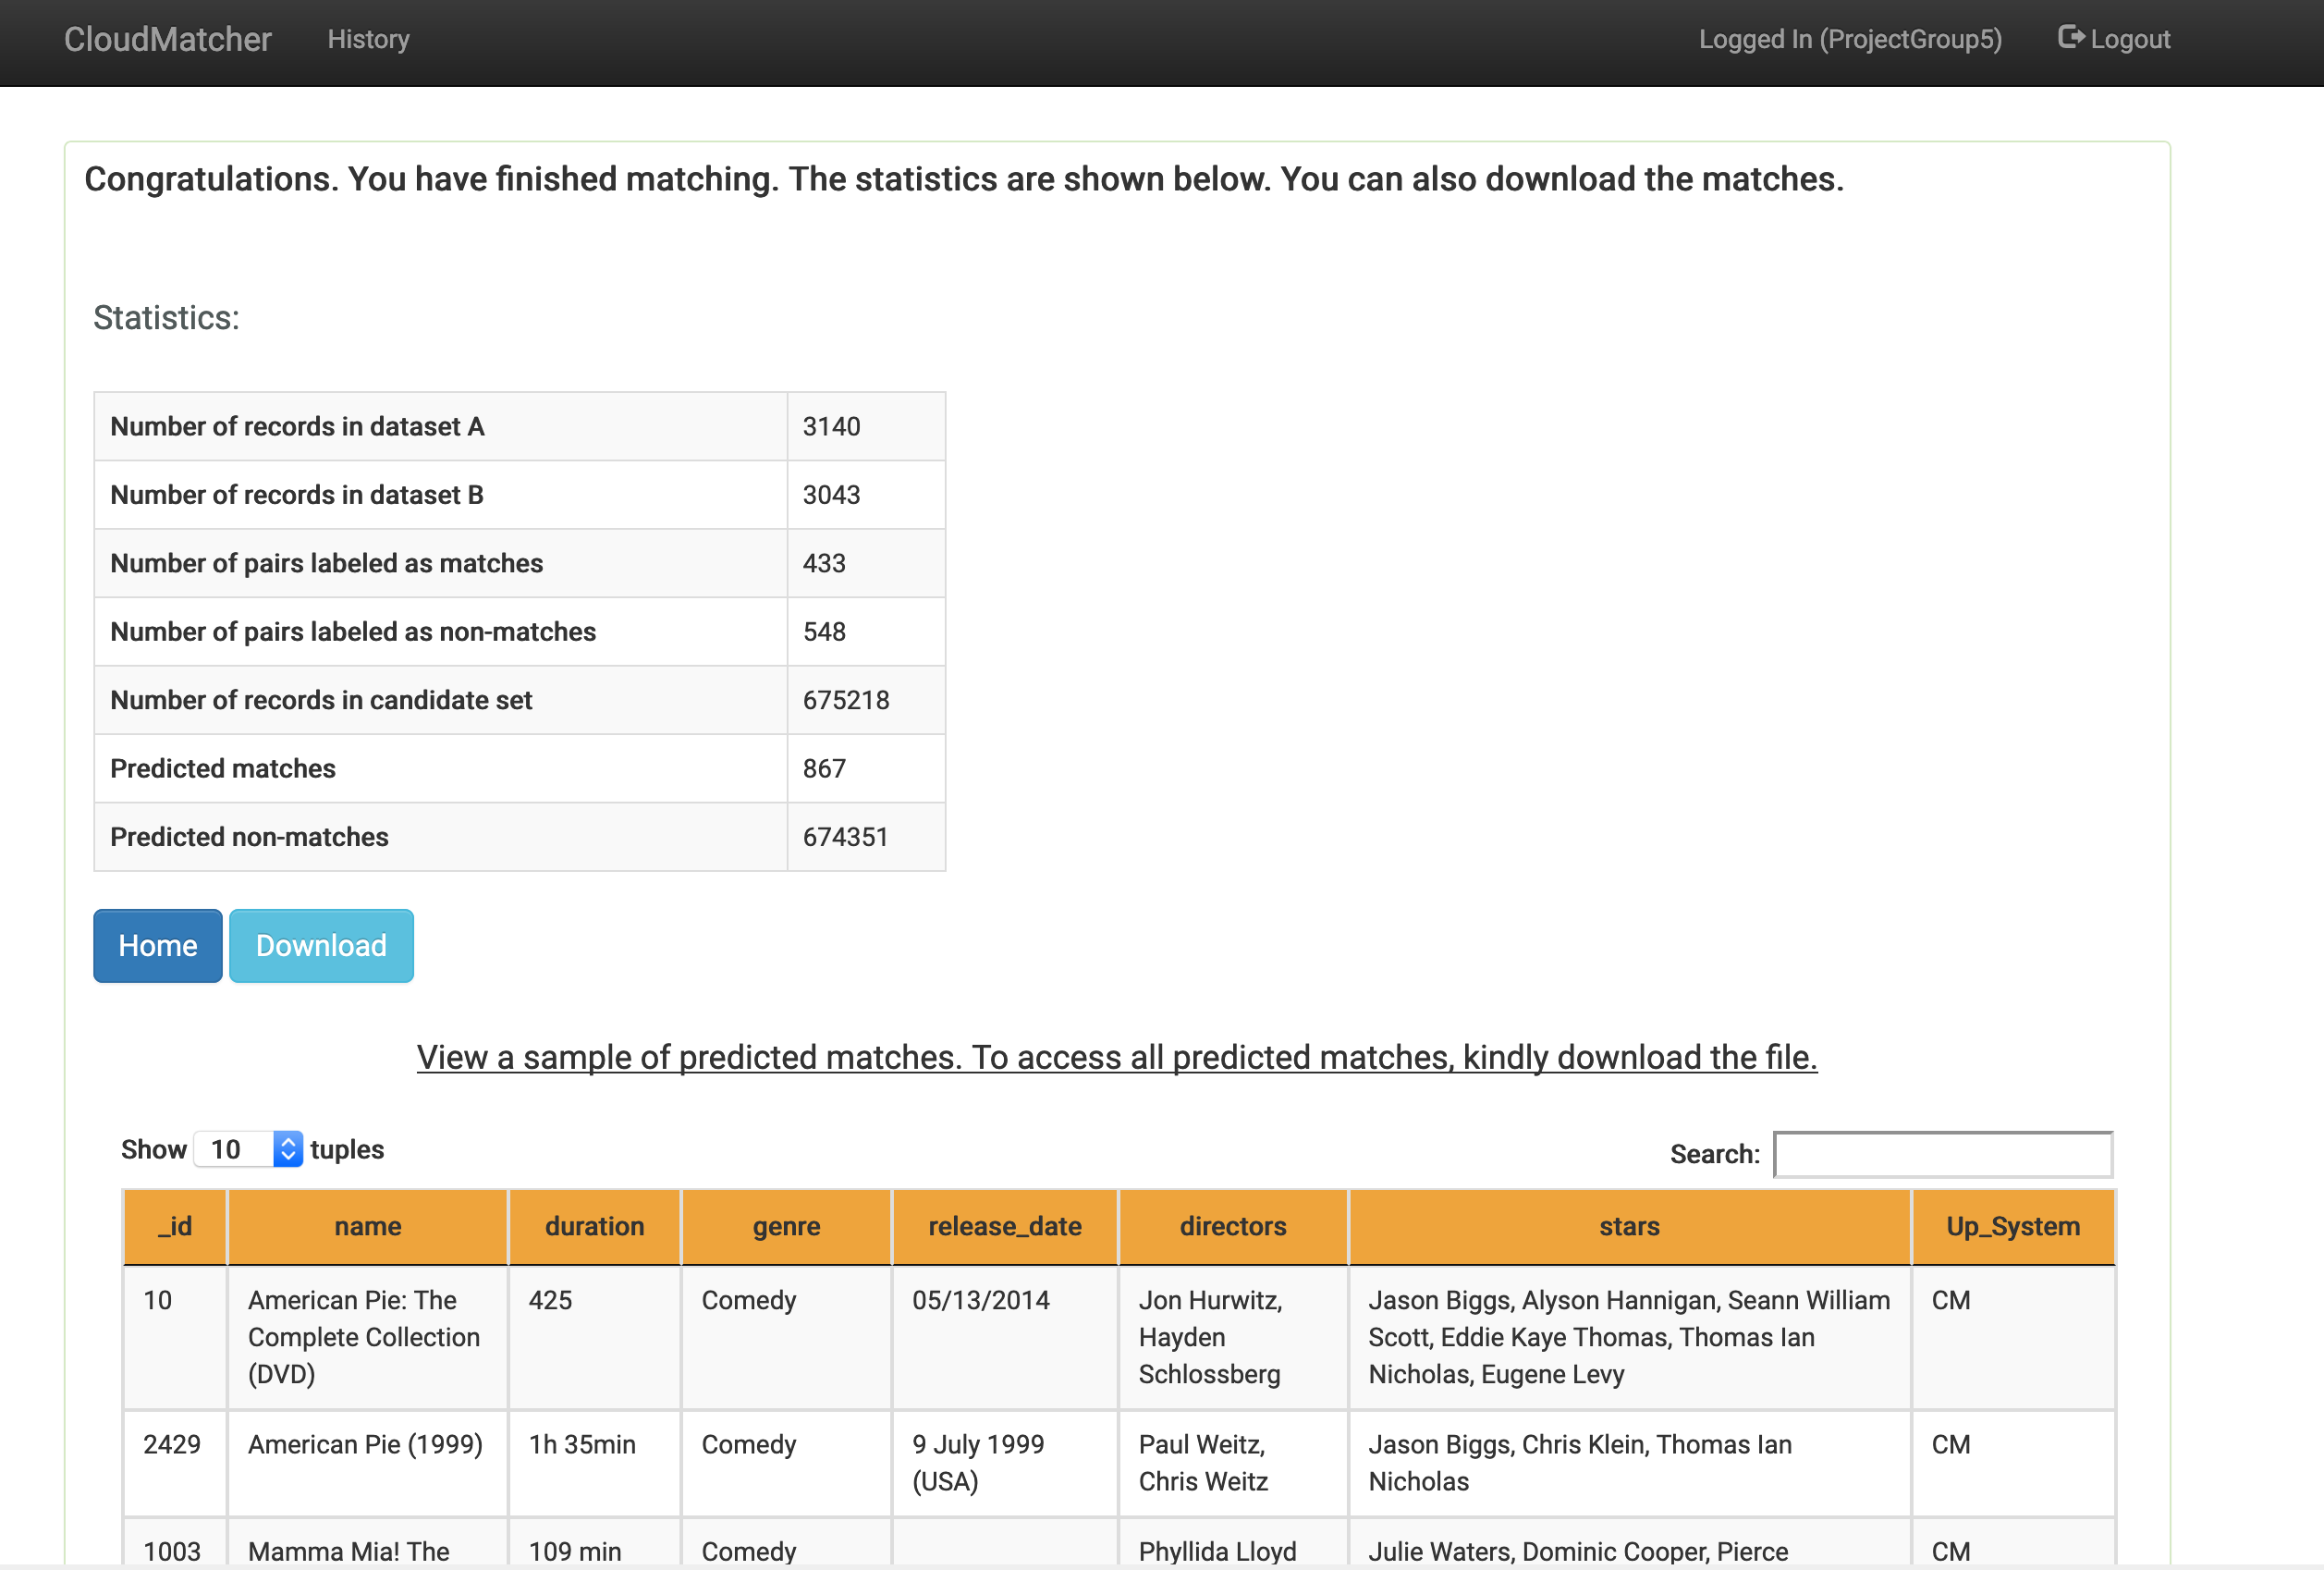 CloudMatcher History Logged In (ProjectGroup5) Logout
Congratulations. You have finished matching. The statistics are shown below. You can also download the matches.
Statistics:
Number of records in dataset A 3140
Number of records in dataset B 3043
Number of pairs labeled as matches 433
Number of pairs labeled as non-matches 548
Number of records in candidate set 675218
Predicted matches 867
Predicted non-matches 674351
Home Download
View a sample of predicted matches. To access all predicted matches, kindly download the file.
Show 10 tuples Search:
_id name duration genre release_date directors stars Up_System
10 American Pie: The 425 Comedy 05/13/2014 Jon Hurwitz, Jason Biggs, Alyson Hannigan, Seann William CM
Complete Collection Hayden Scott, Eddie Kaye Thomas, Thomas Ian
(DVD) Schlossberg Nicholas, Eugene Levy
2429 American Pie (1999) 1h 35min Comedy 9 July 1999 Paul Weitz, Jason Biggs, Chris Klein, Thomas Ian CM
(USA) Chris Weitz Nicholas
1003 Mamma Mia! The 109 min Comedy Phyllida Lloyd Julie Waters, Dominic Cooper, Pierce CM